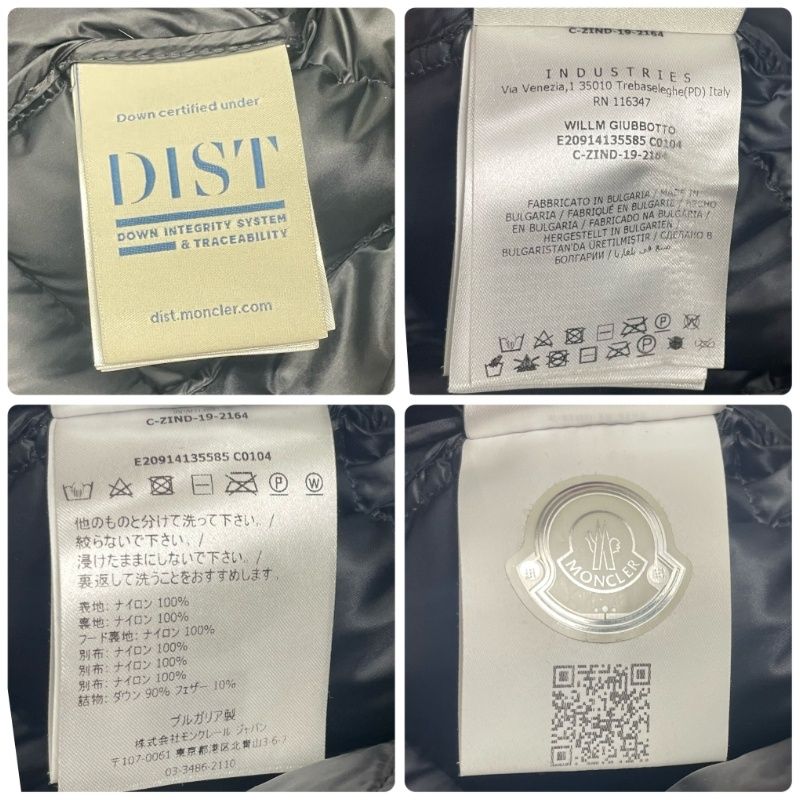 Down certified under
DIST
DOWN INTEGRITY SYSTEM
& TRACEABILITY
dist.moncler.com
C-ZIND-19-2164
INDUSTRIES
Via Venezia,1 35010 Trebaseleghe(PD) Italy
RN 116347
WILLM GIUBBOTTO
E20914135585 C0104
C-ZIND-19-2164
FABBRICATO IN BULGARIA / MADE IN
BULGARIA / FABRIQUÉ EN BULGARIE / HECHO
EN BULGARIA / FABRICADO NA BULGARIA /
HERGESTELLT IN BULGARIEN /
BULGARISTAN'DA ÜRETILMISTIR / СДЕЛАНО В
БОЛГАРИИ / صنع في بلغاريا
C-ZIND-19-2164
E20914135585 C0104
P W
他のものと分けて洗って下さい。/
絞らないで下さい。/
浸けたままにしないで下さい。/
裏返して洗うことをおすすめします。
表地: ナイロン 100%
裏地: ナイロン 100%
フード裏地: ナイロン 100%
別布: ナイロン 100%
別布: ナイロン 100%
別布: ナイロン 100%
詰物: ダウン 90% フェザー 10%
ブルガリア製
株式会社モンクレール ジャパン
〒107-0061 東京都港区北青山3-6-7
03-3486-2110
MONCLER